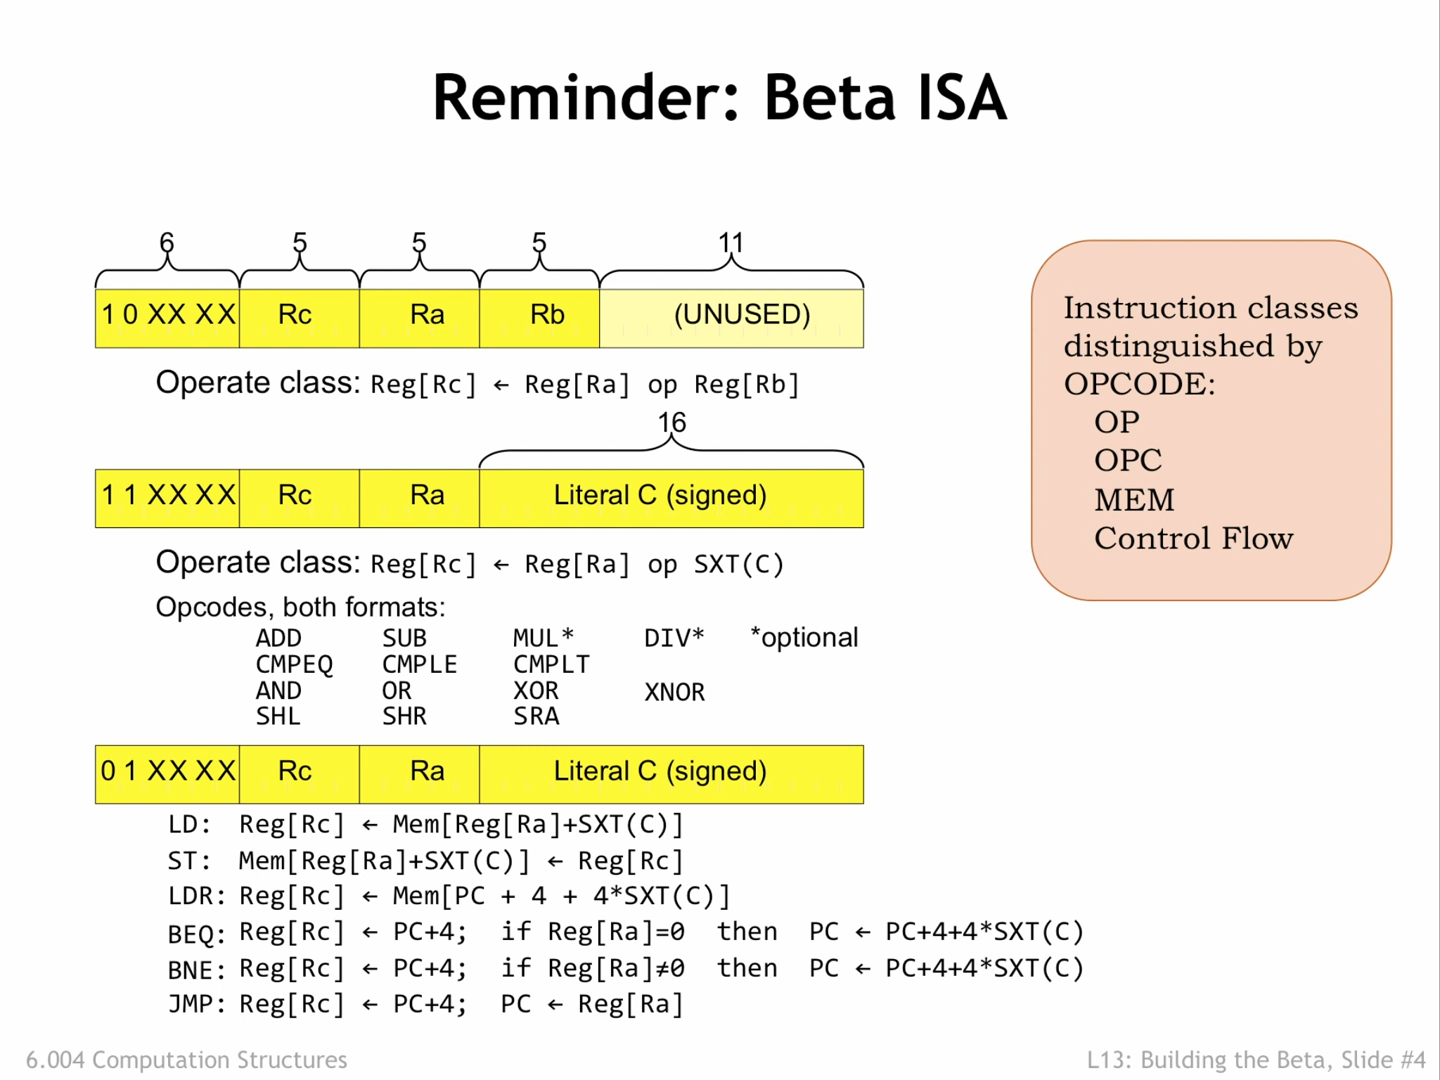 Reminder: Beta ISA
6 5 5 5 11
1 0 XX XX Rc Ra Rb (UNUSED)
Operate class: Reg[Rc] ← Reg[Ra] op Reg[Rb]
16
1 1 XX XX Rc Ra Literal C (signed)
Operate class: Reg[Rc] ← Reg[Ra] op SXT(C)
Opcodes, both formats:
ADD SUB MUL* DIV* *optional
CMPEQ CMPLE CMPLT
AND OR XOR XNOR
SHL SHR SRA
0 1 XX XX Rc Ra Literal C (signed)
LD: Reg[Rc] ← Mem[Reg[Ra]+SXT(C)]
ST: Mem[Reg[Ra]+SXT(C)] ← Reg[Rc]
LDR: Reg[Rc] ← Mem[PC + 4 + 4*SXT(C)]
BEQ: Reg[Rc] ← PC+4; if Reg[Ra]=0 then PC ← PC+4+4*SXT(C)
BNE: Reg[Rc] ← PC+4; if Reg[Ra]≠0 then PC ← PC+4+4*SXT(C)
JMP: Reg[Rc] ← PC+4; PC ← Reg[Ra]
Instruction classes
distinguished by
OPCODE:
OP
OPC
MEM
Control Flow
6.004 Computation Structures
L13: Building the Beta, Slide #4